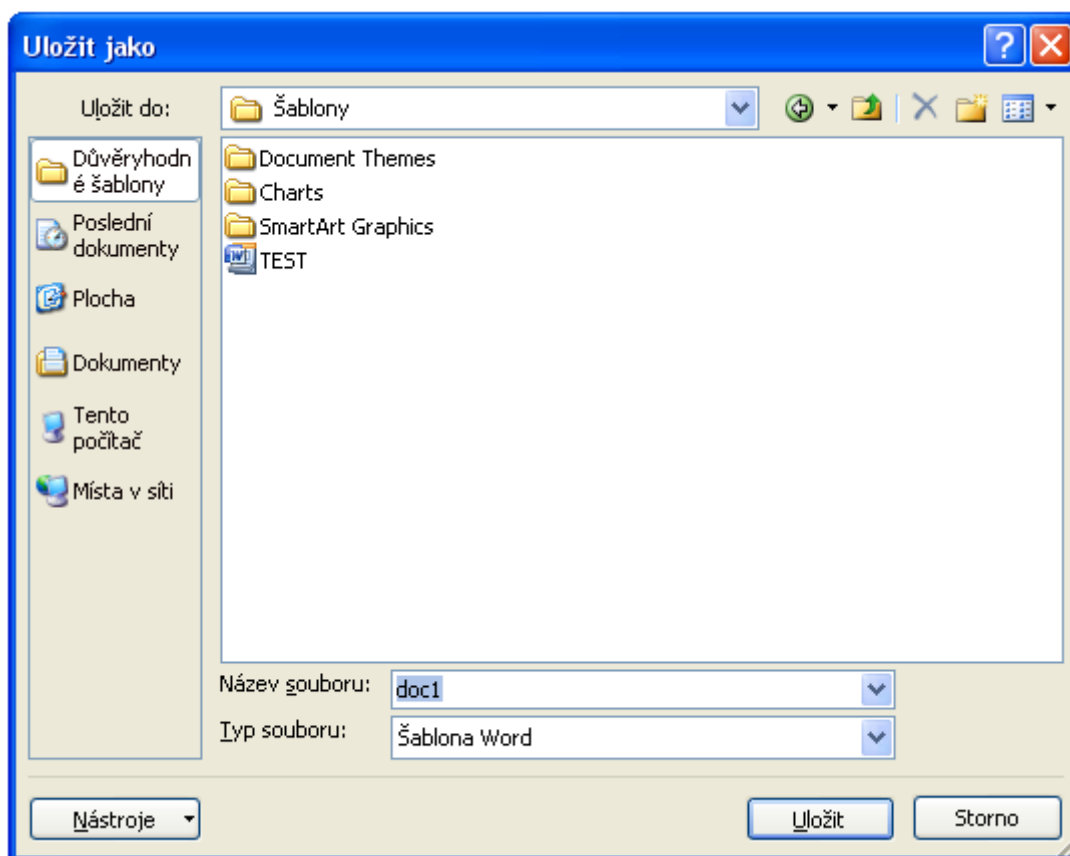 Uložit jako
Uložit do:
Šablony
Důvěryhodn
é šablony
Poslední
dokumenty
Plocha
Dokumenty
Tento
počítač
Místa v síti
Document Themes
Charts
SmartArt Graphics
TEST
Název souboru:
doc1
Typ souboru:
Šablona Word
Nástroje
Uložit
Storno